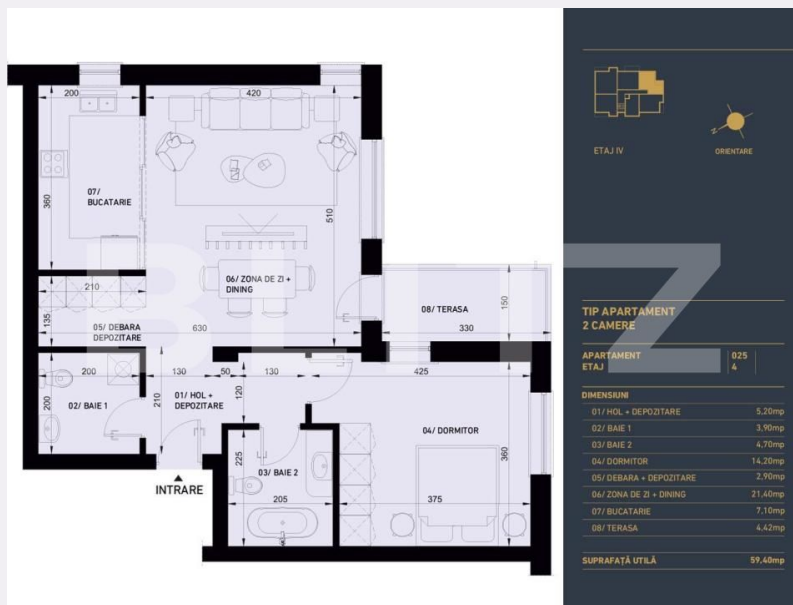 200
420
07/
BUCATARIE
360
510
210
06/ ZONA DE ZI +
DINING
135
05/ DEBARA
DEPOZITARE
630
08/ TERASA
150
330
200
130
50
130
425
200
02/ BAIE 1
210
01/ HOL +
DEPOZITARE
120
04/ DORMITOR
360
225
03/ BAIE 2
205
375
INTRARE
BLITZ
ETAJ IV
N
ORIENTARE
TIP APARTAMENT
2 CAMERE
APARTAMENT 025
ETAJ 4
DIMENSIUNI
01/ HOL + DEPOZITARE 5,20mp
02/ BAIE 1 3,90mp
03/ BAIE 2 4,70mp
04/ DORMITOR 14,20mp
05/ DEBARA + DEPOZITARE 2,90mp
06/ ZONA DE ZI + DINING 21,40mp
07/ BUCATARIE 7,10mp
08/ TERASA 4,42mp
SUPRAFAȚĂ UTILĂ 59,40mp